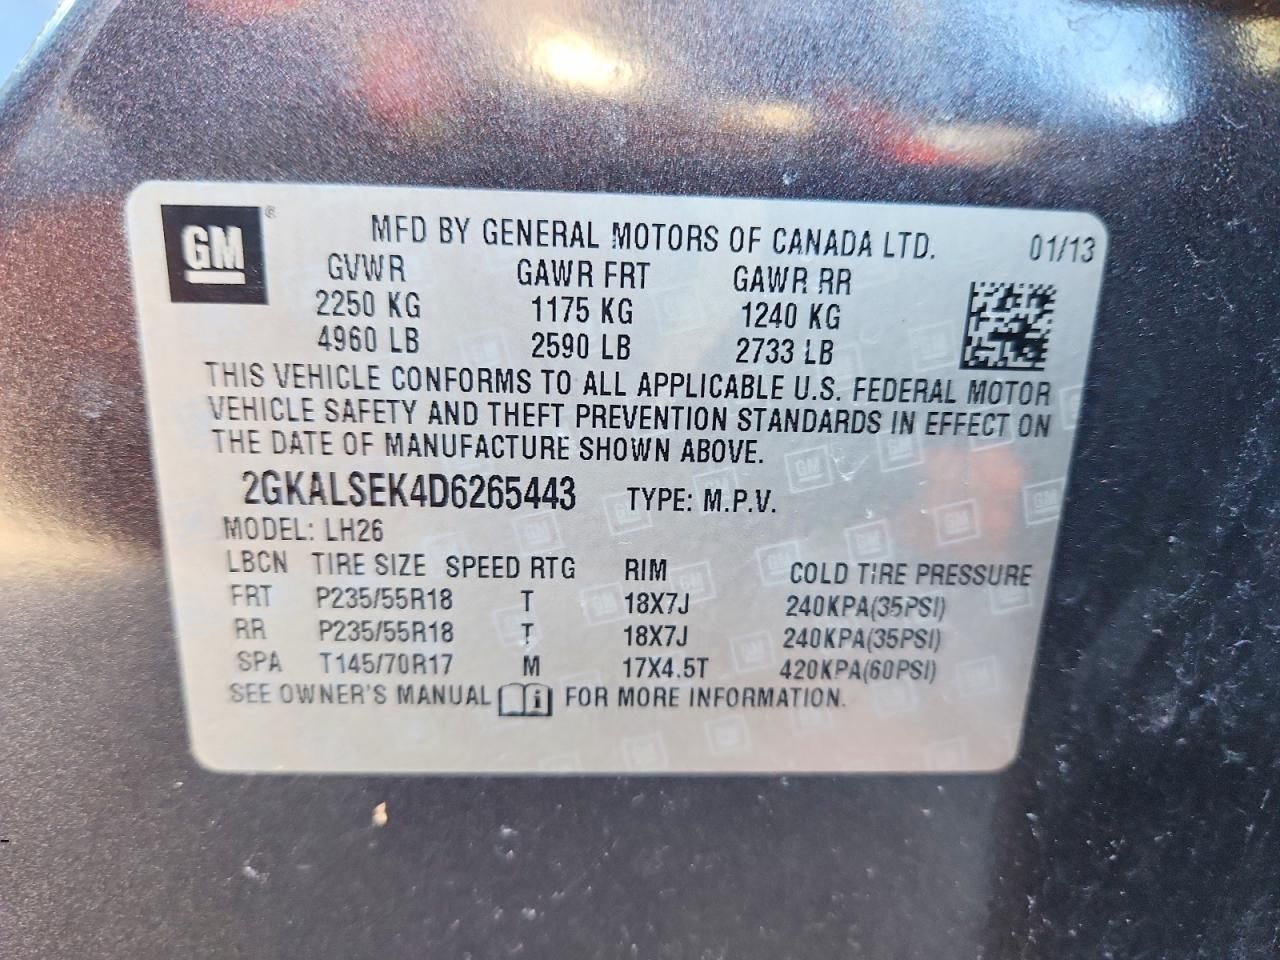 GM®
MFD BY GENERAL MOTORS OF CANADA LTD. 01/13
GVWR GAWR FRT GAWR RR
2250 KG 1175 KG 1240 KG
4960 LB 2590 LB 2733 LB
THIS VEHICLE CONFORMS TO ALL APPLICABLE U.S. FEDERAL MOTOR
VEHICLE SAFETY AND THEFT PREVENTION STANDARDS IN EFFECT ON
THE DATE OF MANUFACTURE SHOWN ABOVE.
2GKALSEK4D6265443 TYPE: M.P.V.
MODEL: LH26
LBCN TIRE SIZE SPEED RTG RIM COLD TIRE PRESSURE
FRT P235/55R18 T 18X7J 240KPA(35PSI)
RR P235/55R18 T 18X7J 240KPA(35PSI)
SPA T145/70R17 M 17X4.5T 420KPA(60PSI)
SEE OWNER'S MANUAL i FOR MORE INFORMATION.